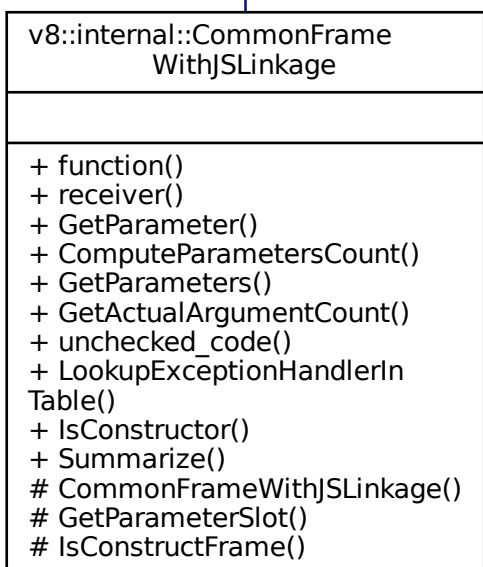 v8::internal::CommonFrame
WithJSLinkage
+ function()
+ receiver()
+ GetParameter()
+ ComputeParametersCount()
+ GetParameters()
+ GetActualArgumentCount()
+ unchecked_code()
+ LookupExceptionHandlerIn
Table()
+ IsConstructor()
+ Summarize()
# CommonFrameWithJSLinkage()
# GetParameterSlot()
# IsConstructFrame()